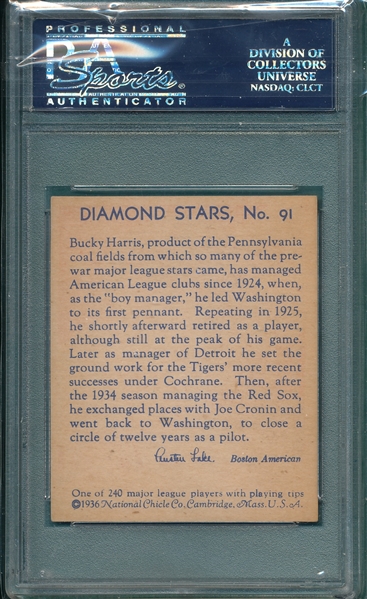 PROFESSIONAL
PSA
Sports
AUTHENTICATOR
A
DIVISION OF
COLLECTORS
UNIVERSE
NASDAQ: CLCT
DIAMOND STARS, No. 91
Bucky Harris, product of the Pennsylvania
coal fields from which so many of the pre-
war major league stars came, has managed
American League clubs since 1924, when,
as the "boy manager," he led Washington
to its first pennant. Repeating in 1925,
he shortly afterward retired as a player,
although still at the peak of his game.
Later as manager of Detroit he set the
ground work for the Tigers' more recent
successes under Cochrane. Then, after
the 1934 season managing the Red Sox,
he exchanged places with Joe Cronin and
went back to Washington, to close a
circle of twelve years as a pilot.
Austen Lake Boston American
One of 240 major league players with playing tips
©1936 National Chicle Co., Cambridge, Mass. U.S.A.